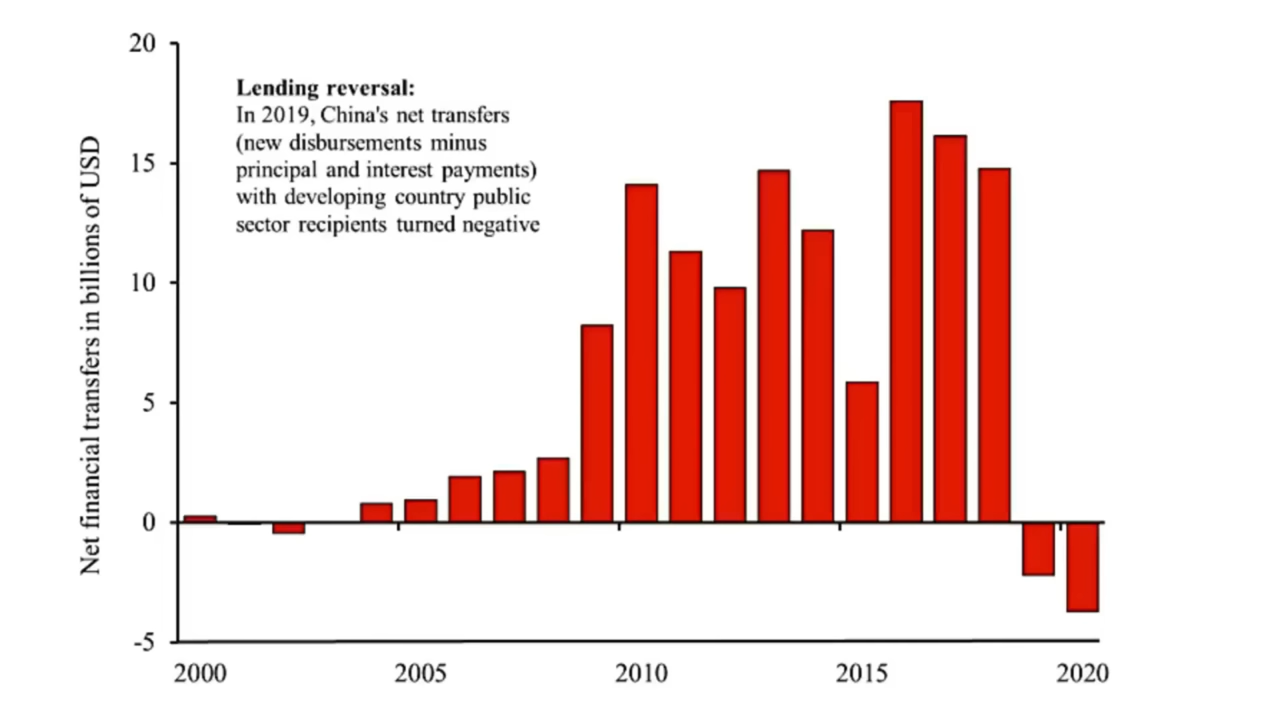 20
Lending reversal:
In 2019, China's net transfers
(new disbursements minus
principal and interest payments)
with developing country public
sector recipients turned negative
15
10
5
0
-5
Net financial transfers in billions of USD
2000 2005 2010 2015 2020